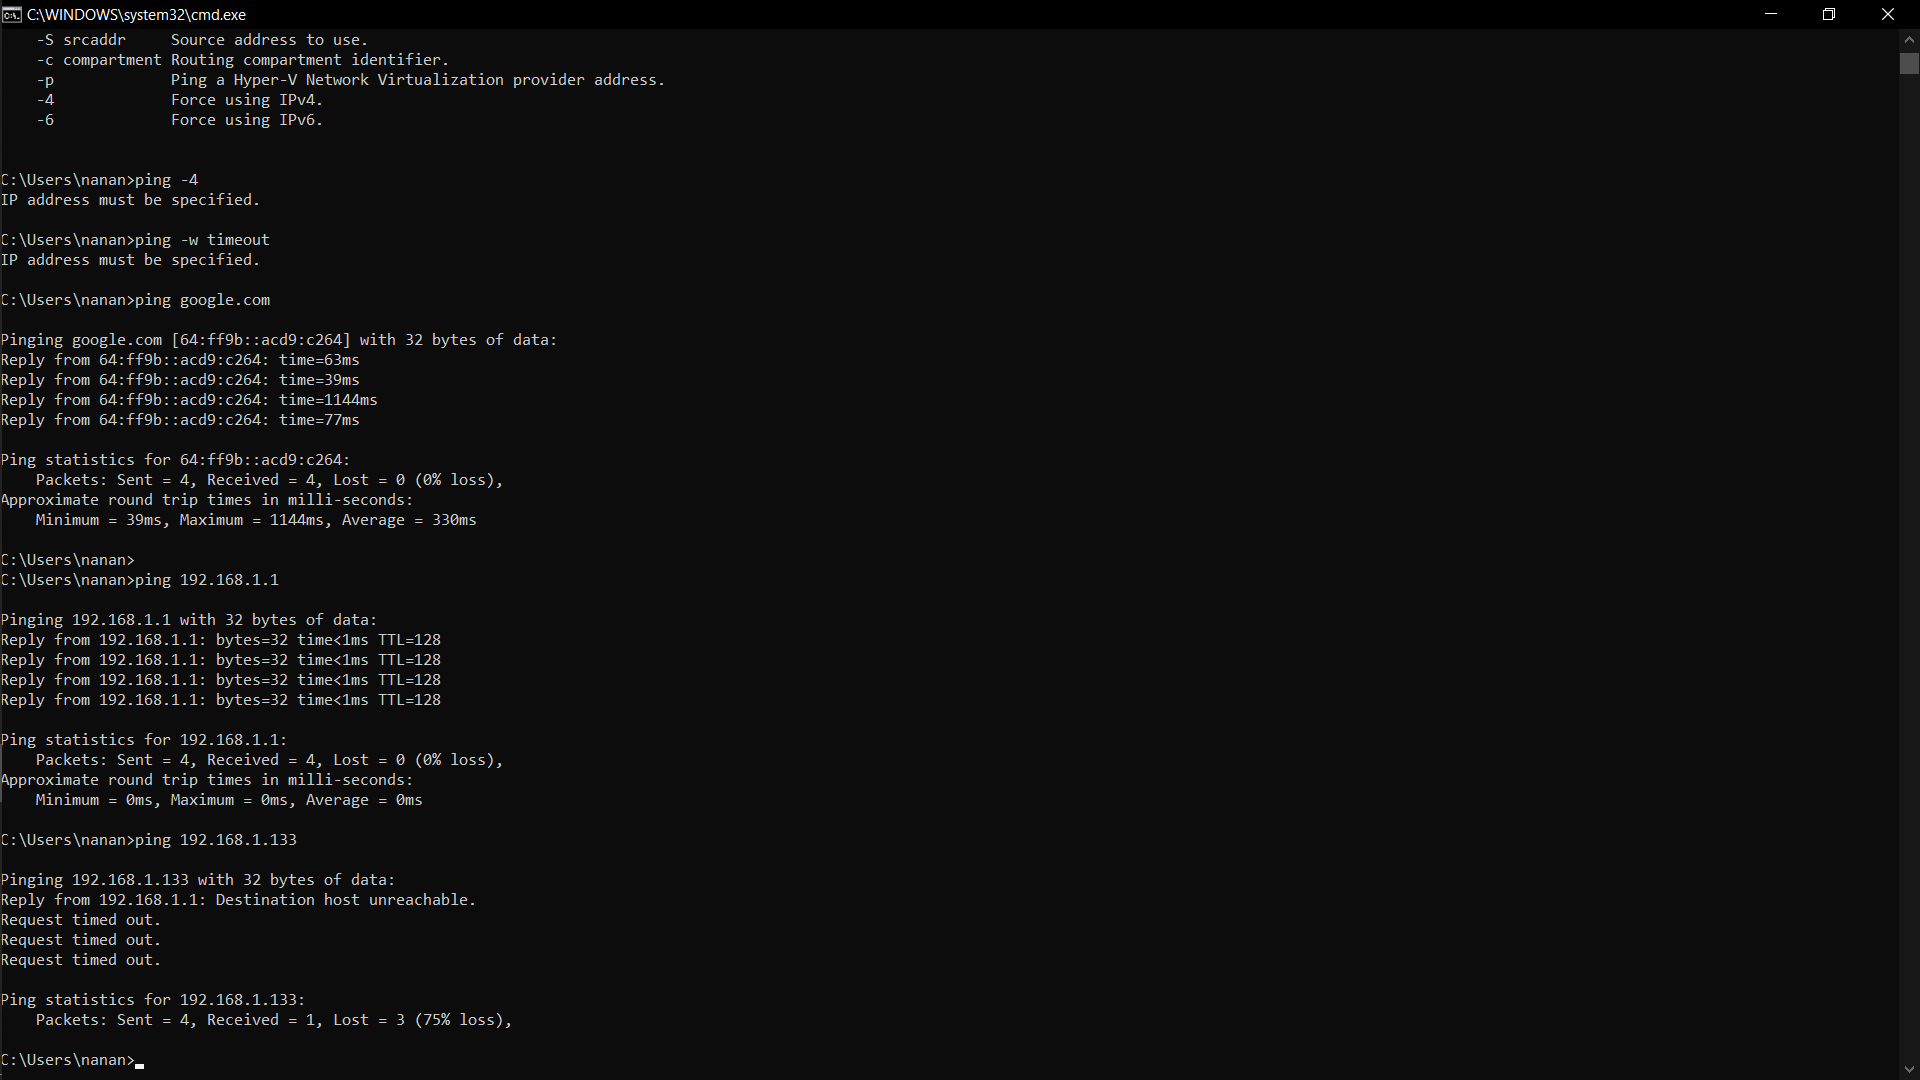 C:\WINDOWS\system32\cmd.exe
    -S srcaddr     Source address to use.
    -c compartment Routing compartment identifier.
    -p             Ping a Hyper-V Network Virtualization provider address.
    -4             Force using IPv4.
    -6             Force using IPv6.
C:\Users\nanan>ping -4
IP address must be specified.
C:\Users\nanan>ping -w timeout
IP address must be specified.
C:\Users\nanan>ping google.com
Pinging google.com [64:ff9b::acd9:c264] with 32 bytes of data:
Reply from 64:ff9b::acd9:c264: time=63ms
Reply from 64:ff9b::acd9:c264: time=39ms
Reply from 64:ff9b::acd9:c264: time=1144ms
Reply from 64:ff9b::acd9:c264: time=77ms
Ping statistics for 64:ff9b::acd9:c264:
    Packets: Sent = 4, Received = 4, Lost = 0 (0% loss),
Approximate round trip times in milli-seconds:
    Minimum = 39ms, Maximum = 1144ms, Average = 330ms
C:\Users\nanan>
C:\Users\nanan>ping 192.168.1.1
Pinging 192.168.1.1 with 32 bytes of data:
Reply from 192.168.1.1: bytes=32 time<1ms TTL=128
Reply from 192.168.1.1: bytes=32 time<1ms TTL=128
Reply from 192.168.1.1: bytes=32 time<1ms TTL=128
Reply from 192.168.1.1: bytes=32 time<1ms TTL=128
Ping statistics for 192.168.1.1:
    Packets: Sent = 4, Received = 4, Lost = 0 (0% loss),
Approximate round trip times in milli-seconds:
    Minimum = 0ms, Maximum = 0ms, Average = 0ms
C:\Users\nanan>ping 192.168.1.133
Pinging 192.168.1.133 with 32 bytes of data:
Reply from 192.168.1.1: Destination host unreachable.
Request timed out.
Request timed out.
Request timed out.
Ping statistics for 192.168.1.133:
    Packets: Sent = 4, Received = 1, Lost = 3 (75% loss),
C:\Users\nanan>